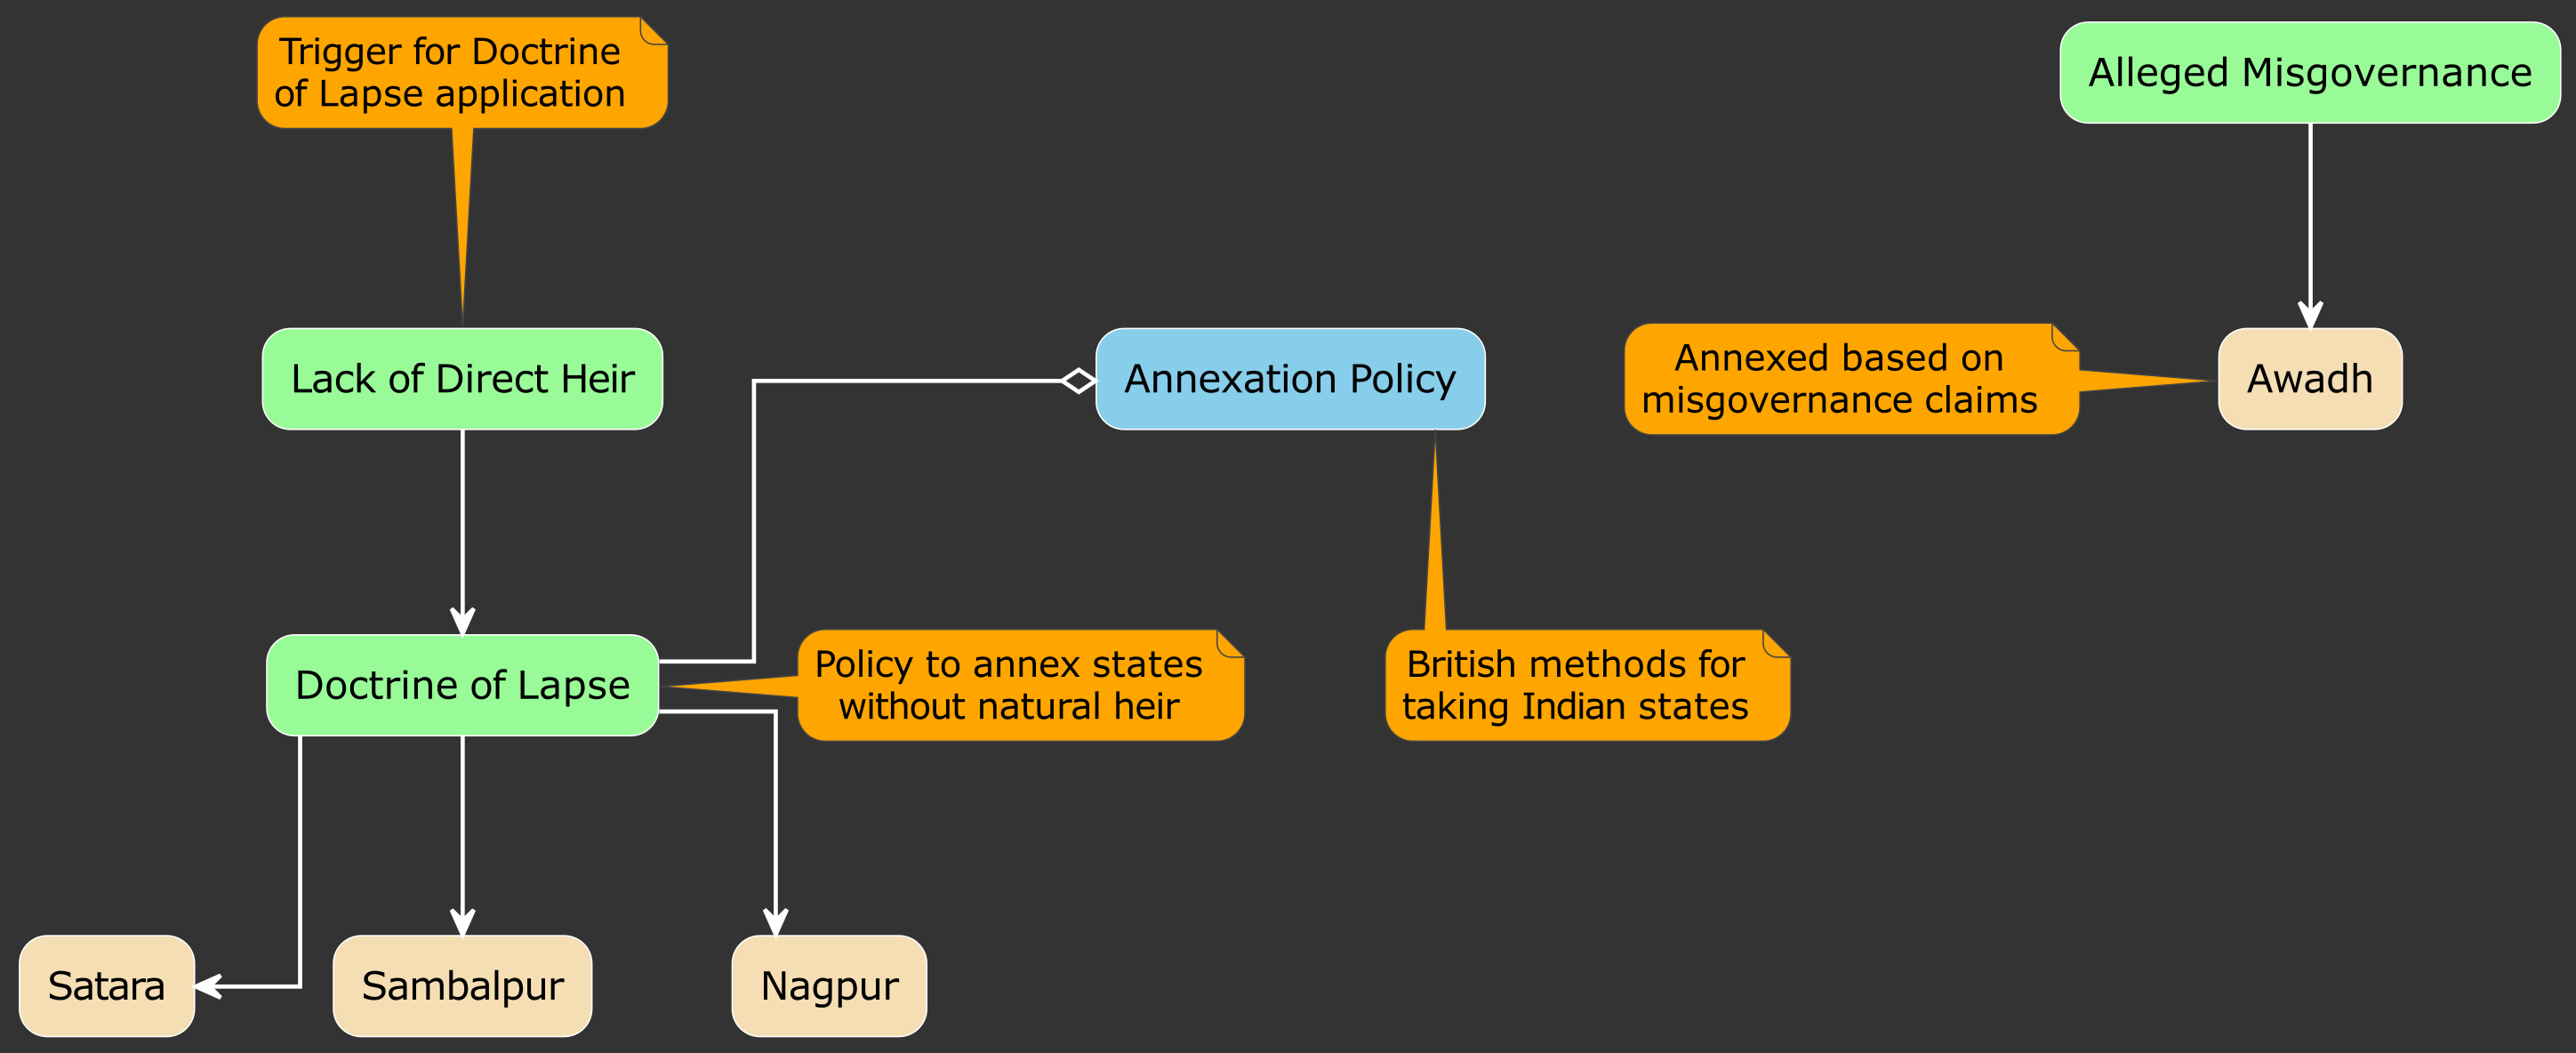 Trigger for Doctrine
of Lapse application
Alleged Misgovernance
Lack of Direct Heir
Annexation Policy
Annexed based on
misgovernance claims
Awadh
Doctrine of Lapse
Policy to annex states
without natural heir
British methods for
taking Indian states
Satara
Sambalpur
Nagpur